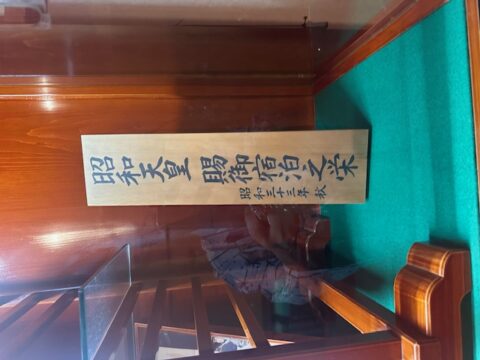 昭和天皇 賜御宿泊之栄
昭和三十三年 秋